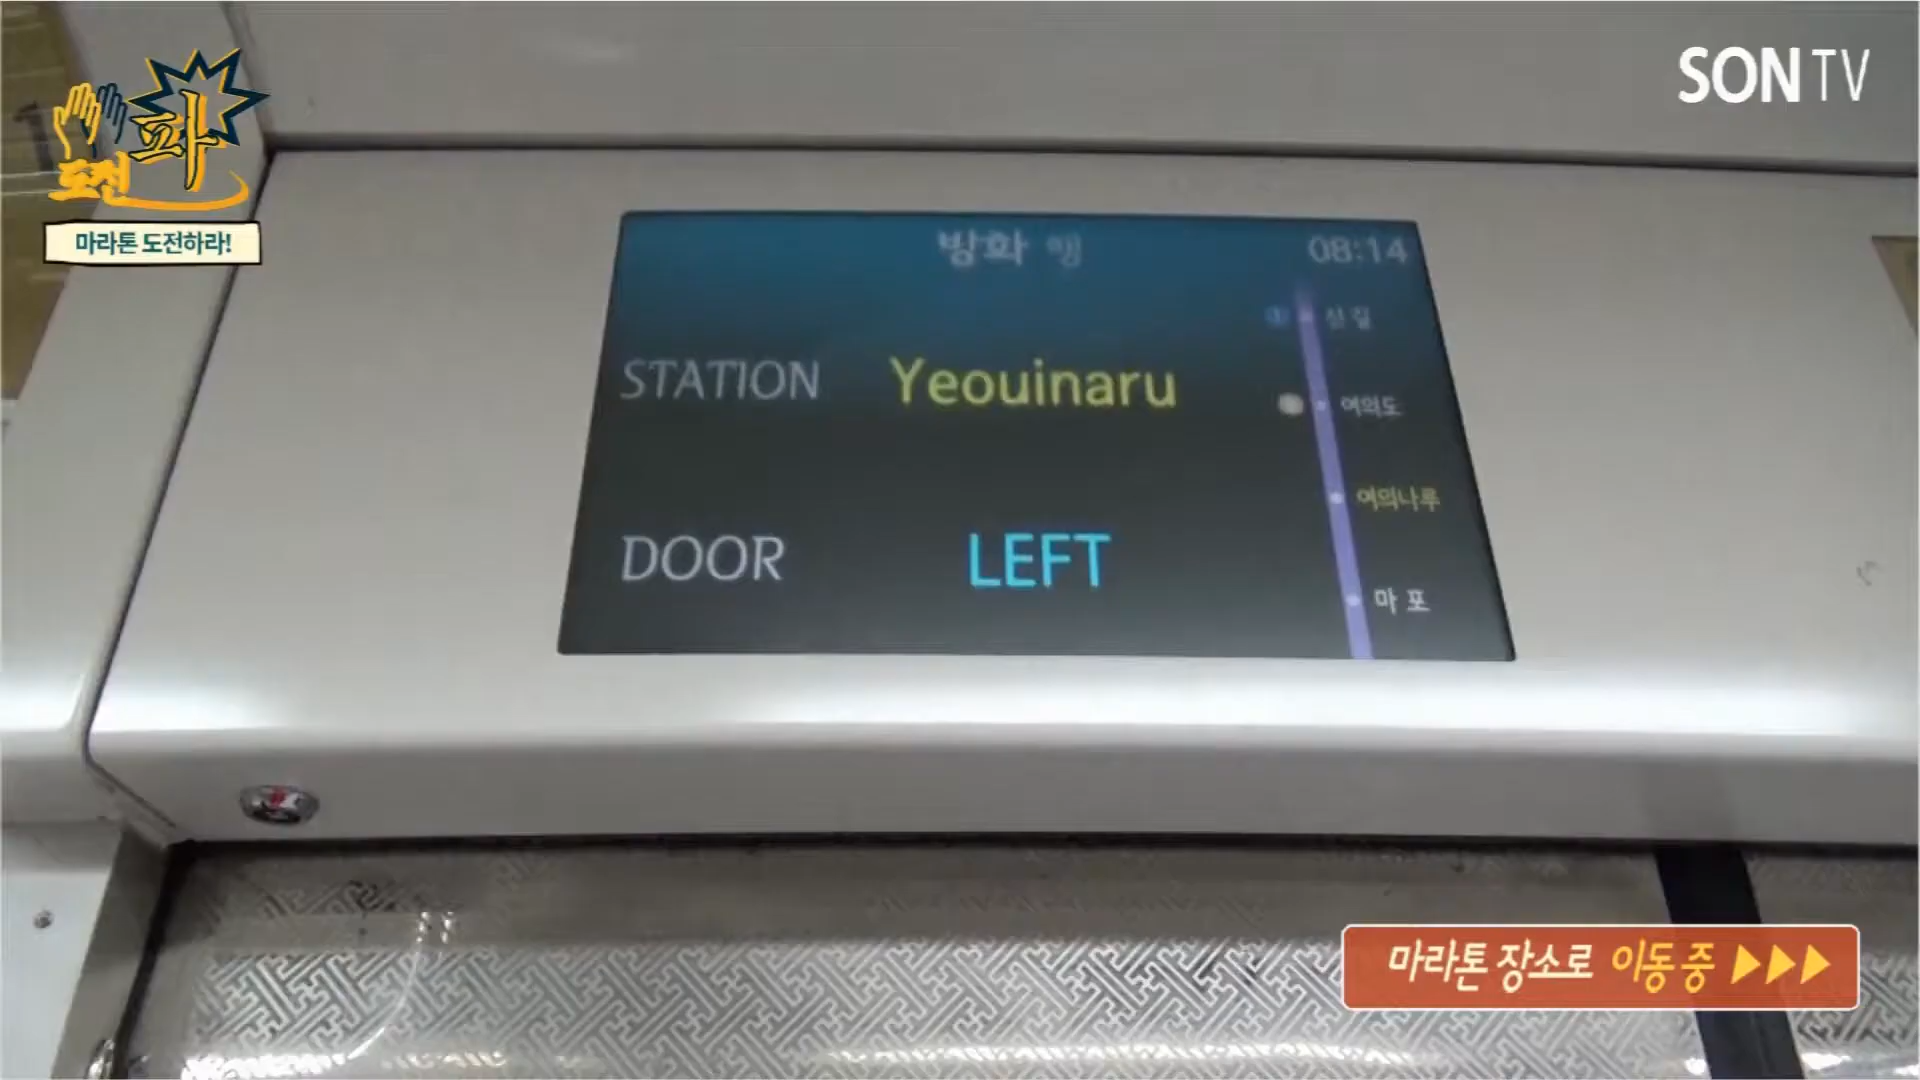 SON TV
도전
파
마라톤 도전하라!
방화 행
08:14
신길
STATION Yeouinaru
여의도
여의나루
DOOR LEFT
마포
마라톤 장소로 이동 중